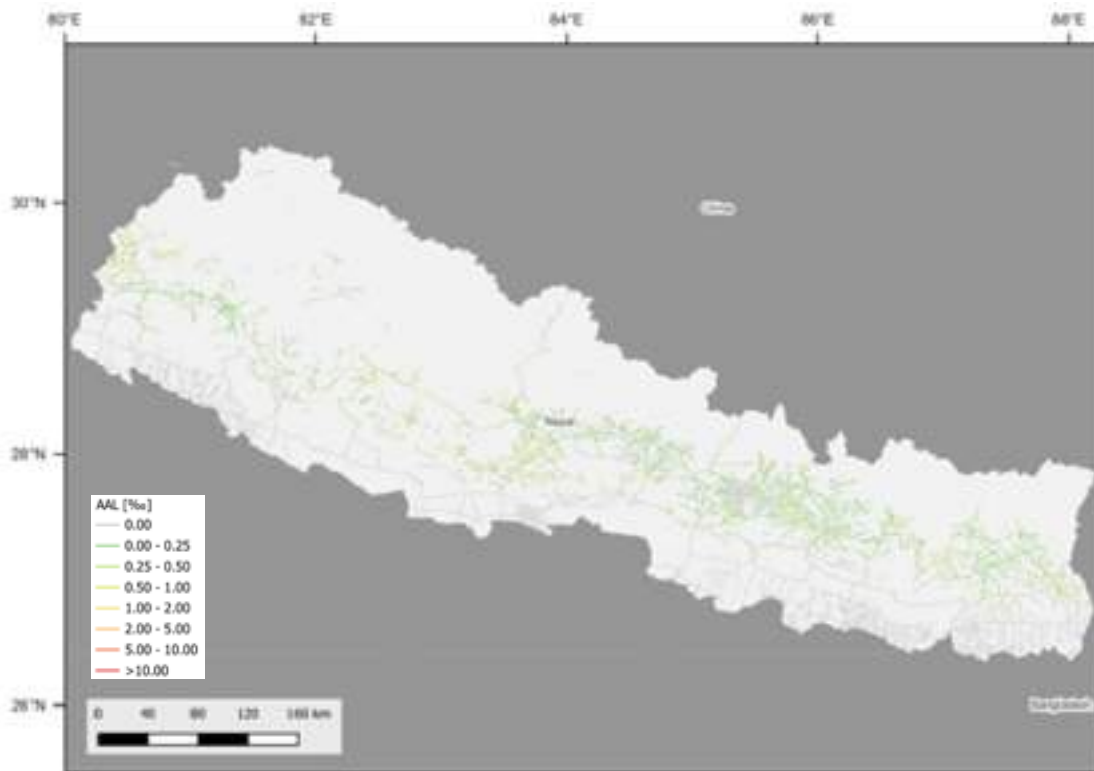 80°E 82°E 84°E 86°E 88°E
30°N
China
Nepal
28°N
AAL [‰]
0.00
0.00 - 0.25
0.25 - 0.50
0.50 - 1.00
1.00 - 2.00
2.00 - 5.00
5.00 - 10.00
>10.00
26°N
0 40 80 120 160 km
Bangladesh